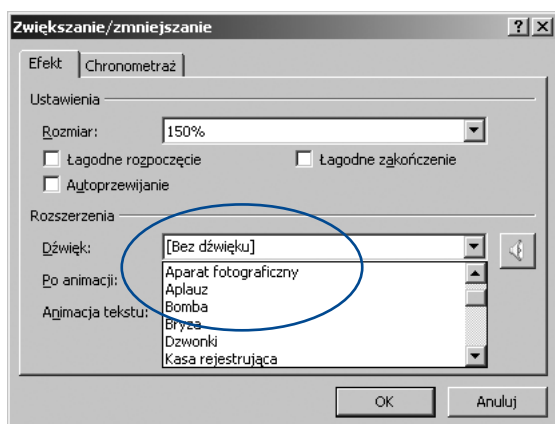 Zwiększanie/zmniejszanie
Efekt Chronometraż
Ustawienia
Rozmiar: 150%
Łagodne rozpoczęcie Łagodne zakończenie
Autoprzewijanie
Rozszerzenia
Dźwięk: [Bez dźwięku]
Po animacji: Aparat fotograficzny
Aplauz
Animacja tekstu: Bomba
Bryza
Dzwonki
Kasa rejestrująca
OK Anuluj